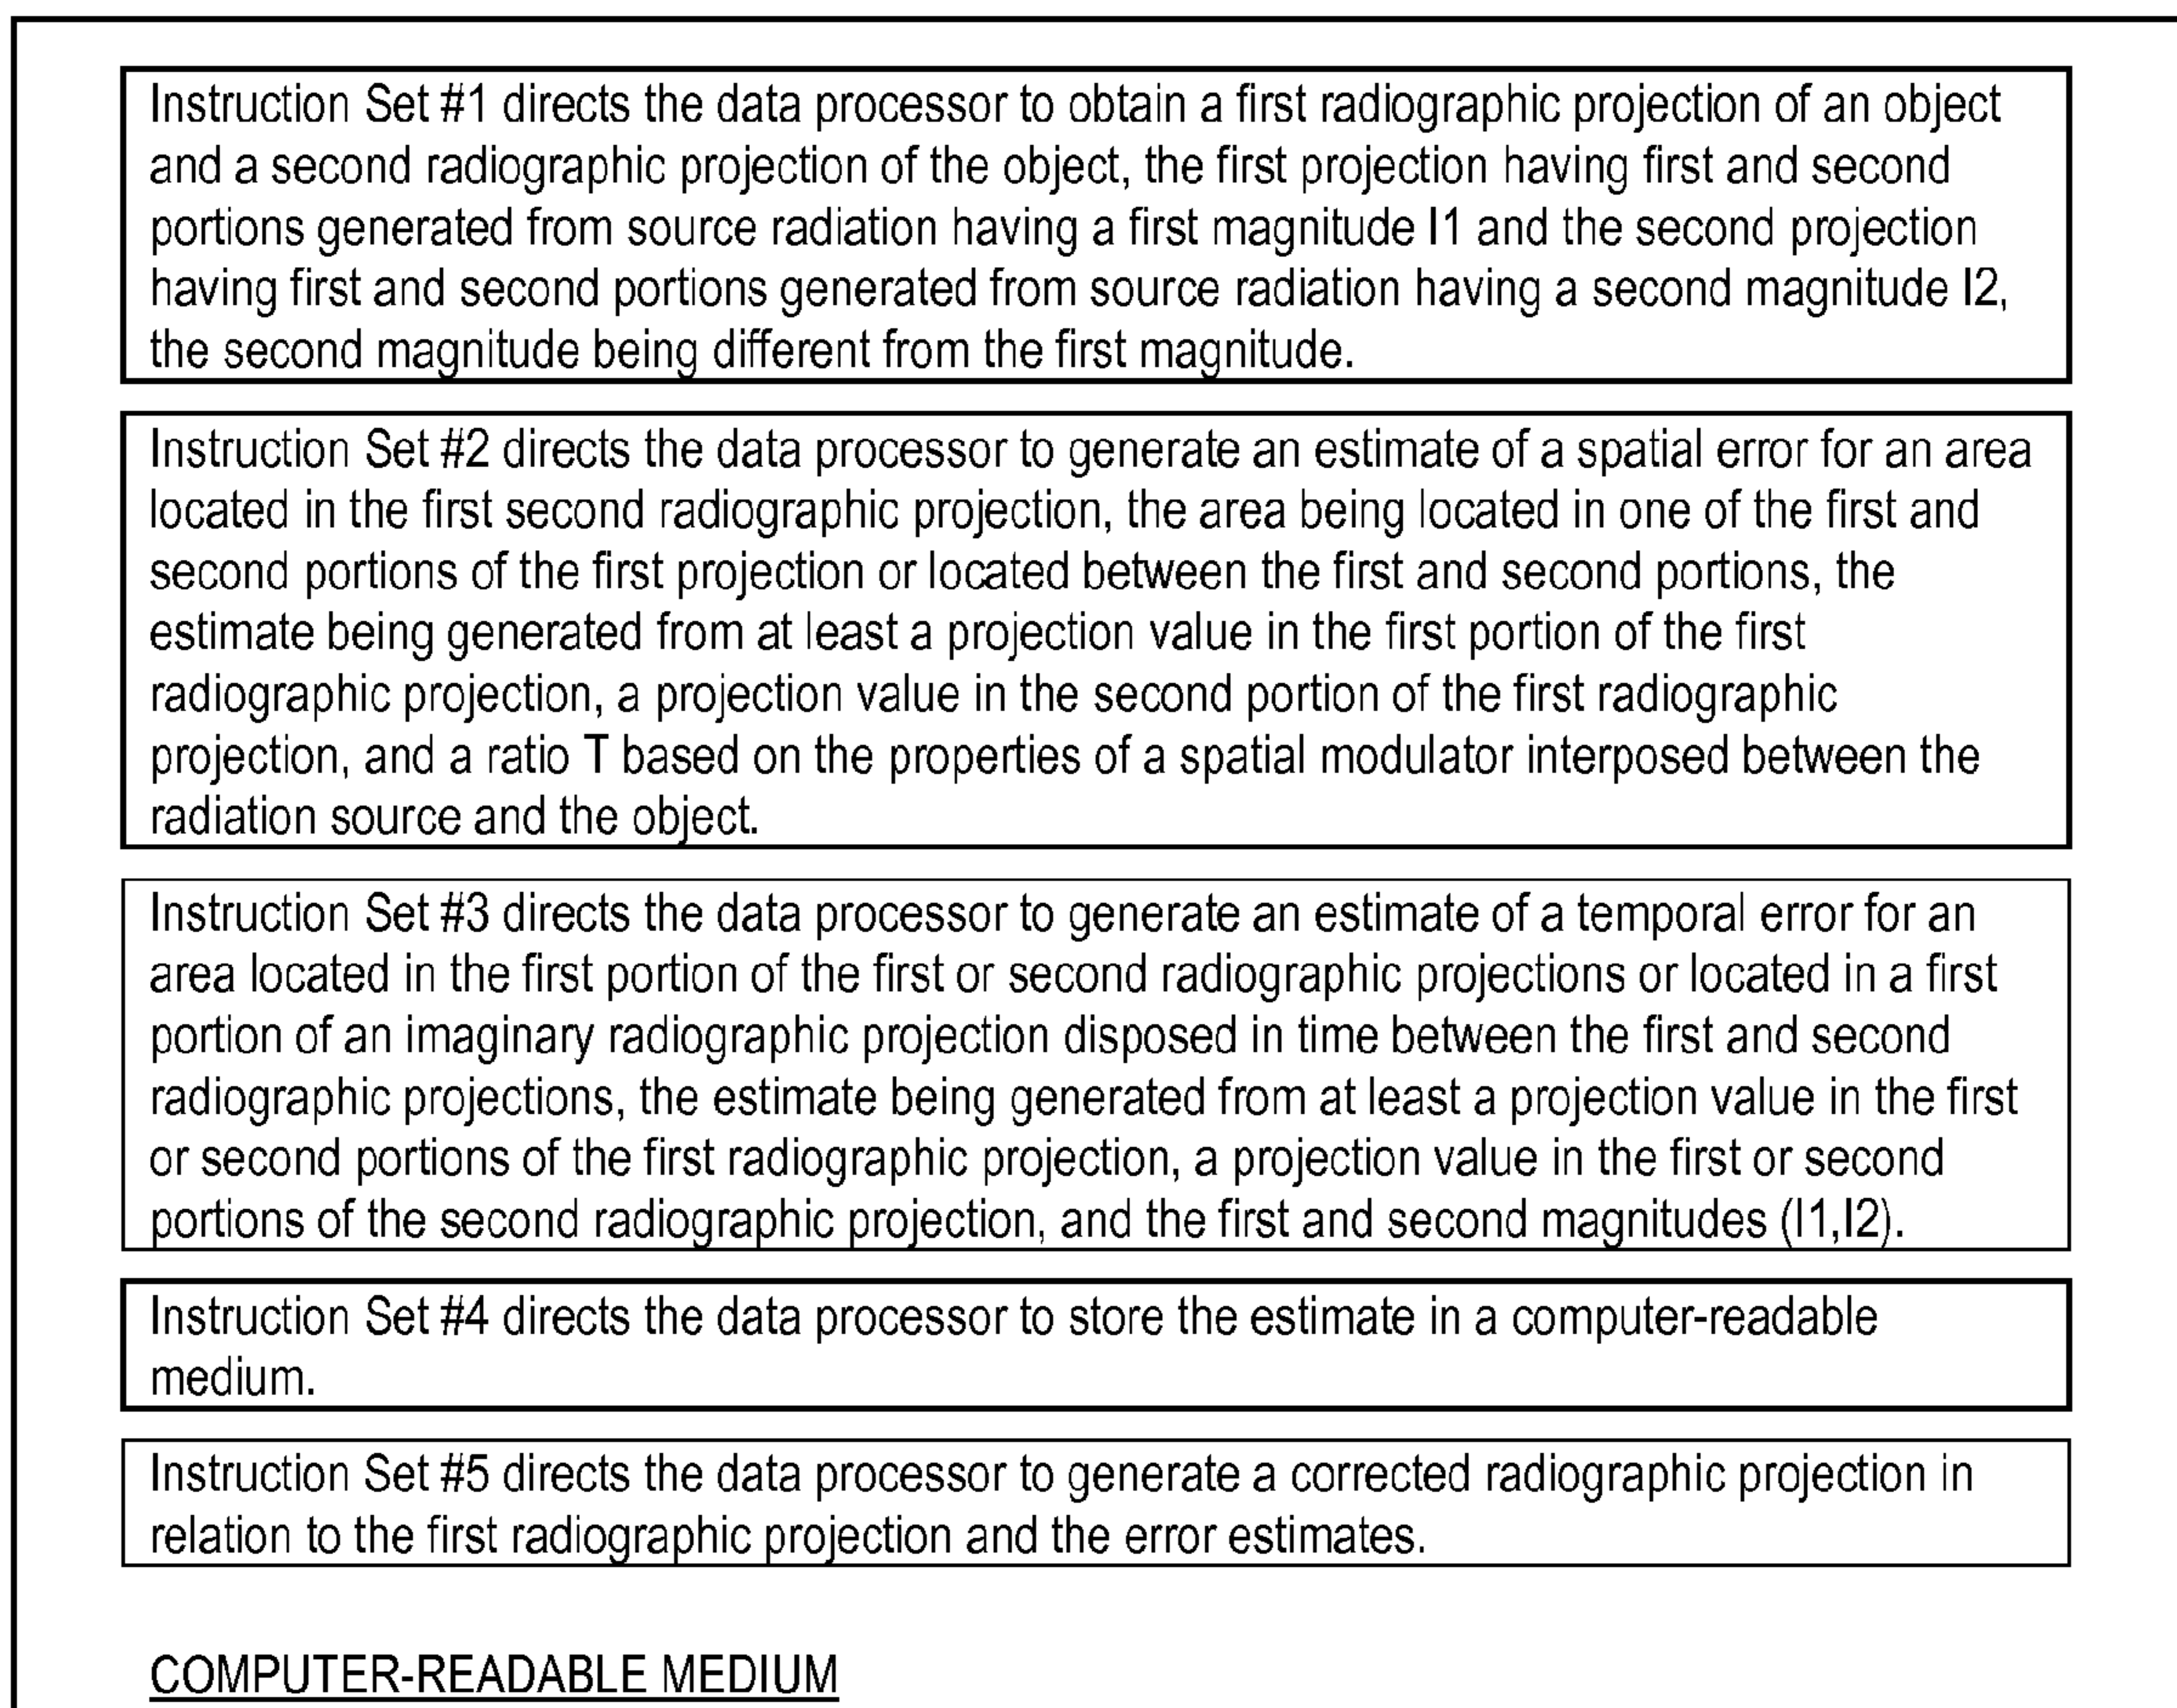 Instruction Set #1 directs the data processor to obtain a first radiographic projection of an object
and a second radiographic projection of the object, the first projection having first and second
portions generated from source radiation having a first magnitude I1 and the second projection
having first and second portions generated from source radiation having a second magnitude I2,
the second magnitude being different from the first magnitude.
Instruction Set #2 directs the data processor to generate an estimate of a spatial error for an area
located in the first second radiographic projection, the area being located in one of the first and
second portions of the first projection or located between the first and second portions, the
estimate being generated from at least a projection value in the first portion of the first
radiographic projection, a projection value in the second portion of the first radiographic
projection, and a ratio T based on the properties of a spatial modulator interposed between the
radiation source and the object.
Instruction Set #3 directs the data processor to generate an estimate of a temporal error for an
area located in the first portion of the first or second radiographic projections or located in a first
portion of an imaginary radiographic projection disposed in time between the first and second
radiographic projections, the estimate being generated from at least a projection value in the first
or second portions of the first radiographic projection, a projection value in the first or second
portions of the second radiographic projection, and the first and second magnitudes (I1,I2).
Instruction Set #4 directs the data processor to store the estimate in a computer-readable
medium.
Instruction Set #5 directs the data processor to generate a corrected radiographic projection in
relation to the first radiographic projection and the error estimates.
COMPUTER-READABLE MEDIUM